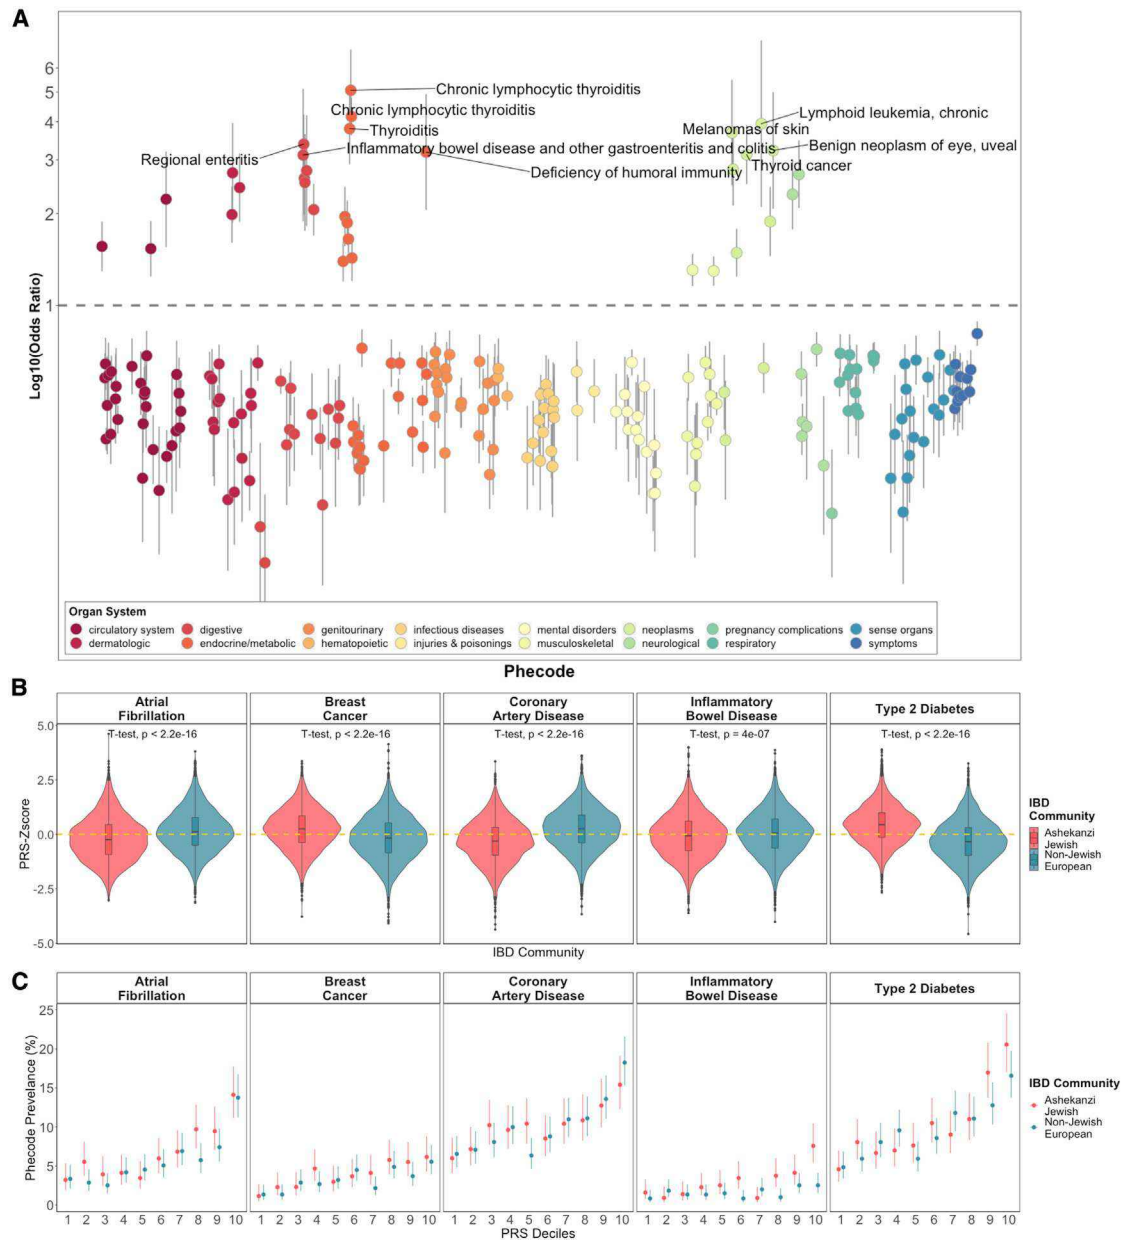 A
Log10(Odds Ratio)
6
5
4
3
2
1
Chronic lymphocytic thyroiditis
Chronic lymphocytic thyroiditis
Thyroiditis
Regional enteritis
Inflammatory bowel disease and other gastroenteritis and colitis
Deficiency of humoral immunity
Lymphoid leukemia, chronic
Melanomas of skin
Benign neoplasm of eye, uveal
Thyroid cancer
Organ System
circulatory system
digestive
genitourinary
infectious diseases
mental disorders
neoplasms
pregnancy complications
sense organs
dermatologic
endocrine/metabolic
hematopoietic
injuries & poisonings
musculoskeletal
neurological
respiratory
symptoms
Phecode
B
Atrial
Fibrillation
Breast
Cancer
Coronary
Artery Disease
Inflammatory
Bowel Disease
Type 2 Diabetes
T-test, p < 2.2e-16
T-test, p < 2.2e-16
T-test, p < 2.2e-16
T-test, p = 4e-07
T-test, p < 2.2e-16
PRS-Zscore
5.0
2.5
0.0
-2.5
-5.0
IBD Community
IBD
Community
Ashekanzi
Jewish
Non-Jewish
European
C
Atrial
Fibrillation
Breast
Cancer
Coronary
Artery Disease
Inflammatory
Bowel Disease
Type 2 Diabetes
Phecode Prevelance (%)
25
20
15
10
5
0
1 2 3 4 5 6 7 8 9 10
1 2 3 4 5 6 7 8 9 10
1 2 3 4 5 6 7 8 9 10
1 2 3 4 5 6 7 8 9 10
1 2 3 4 5 6 7 8 9 10
PRS Deciles
IBD Community
Ashekanzi
Jewish
Non-Jewish
European